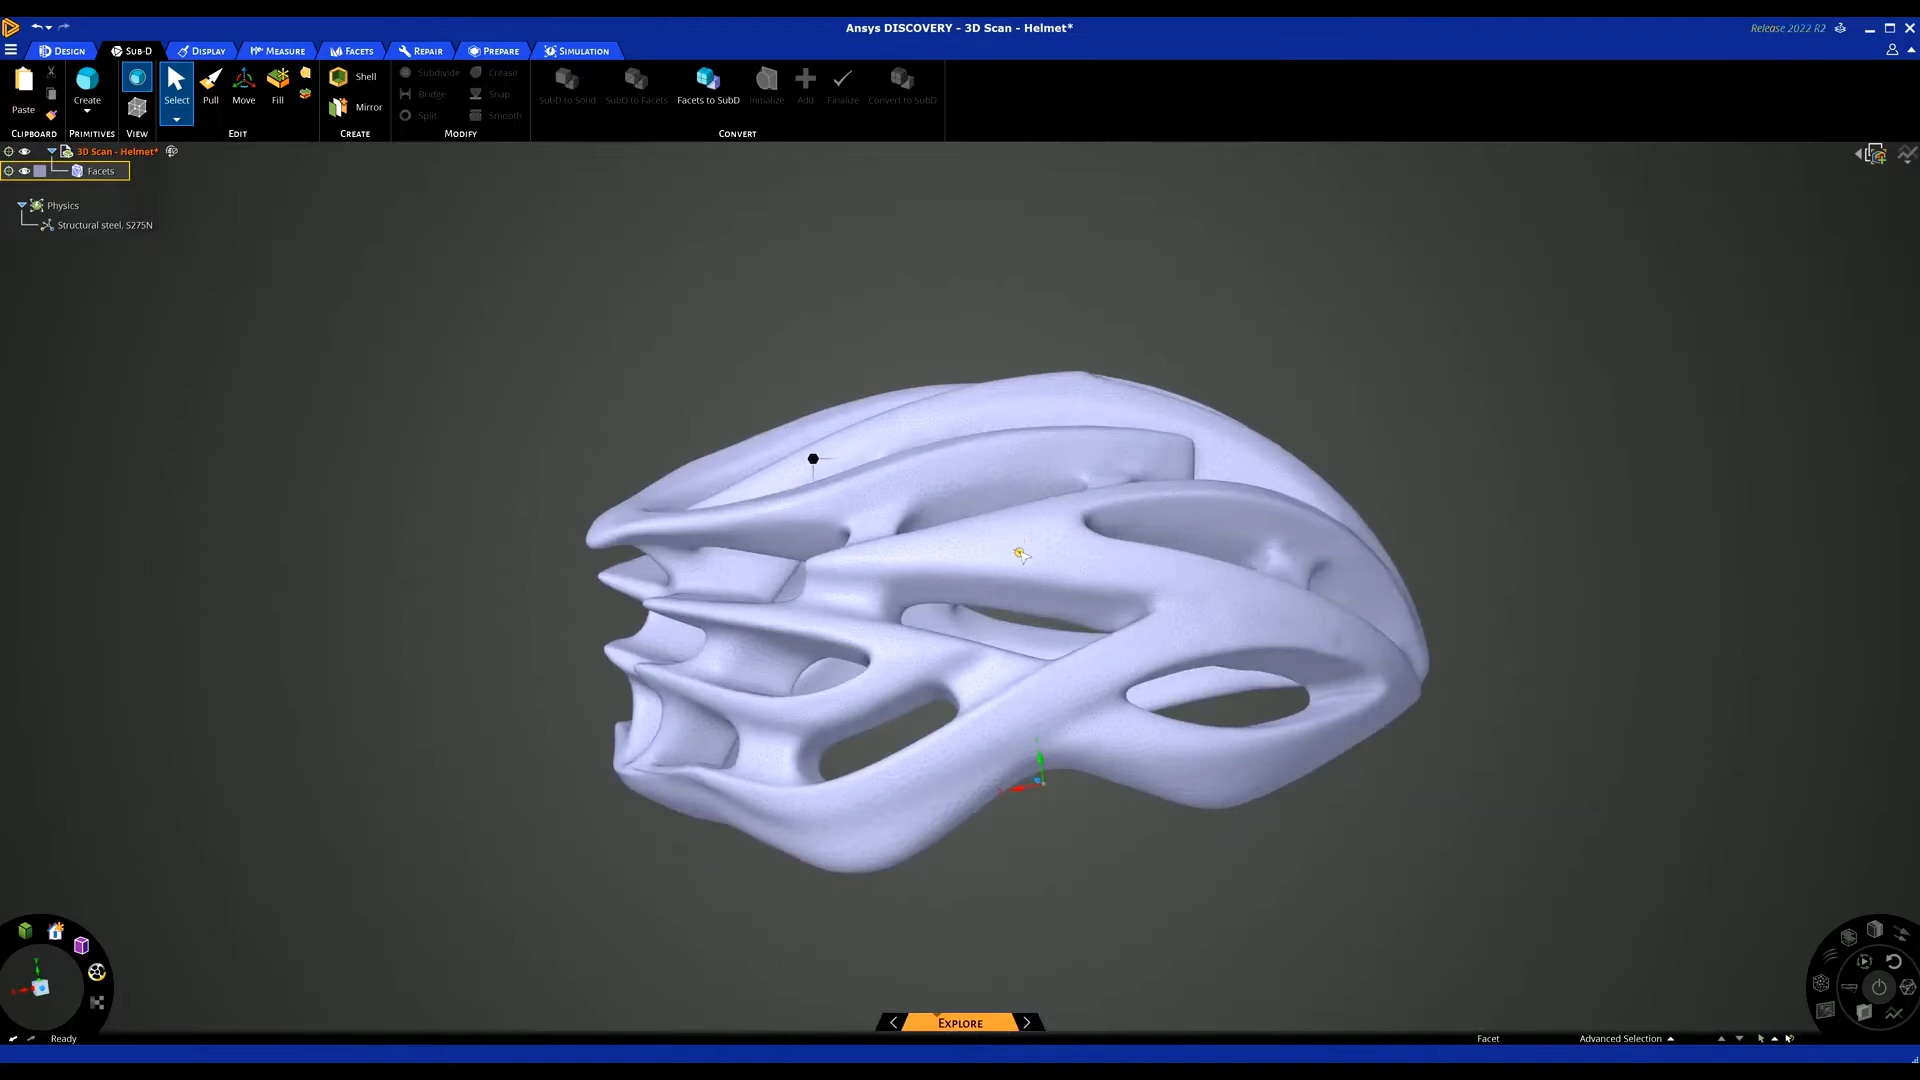 Ansys DISCOVERY - 3D Scan - Helmet*
Release 2022 R2
DESIGN SUB-D DISPLAY MEASURE FACETS REPAIR PREPARE SIMULATION
Paste
Create
Select
Pull
Move
Fill
Shell
Mirror
Subdivide
Crease
Bridge
Snap
Split
Smooth
SubD to Solid
SubD to Facets
Facets to SubD
Initialize
Add
Finalize
Convert to SubD
CLIPBOARD PRIMITIVES VIEW EDIT CREATE MODIFY CONVERT
3D Scan - Helmet*
Facets
Physics
Structural steel, S275N
Y
EXPLORE
Ready
Facet
Advanced Selection